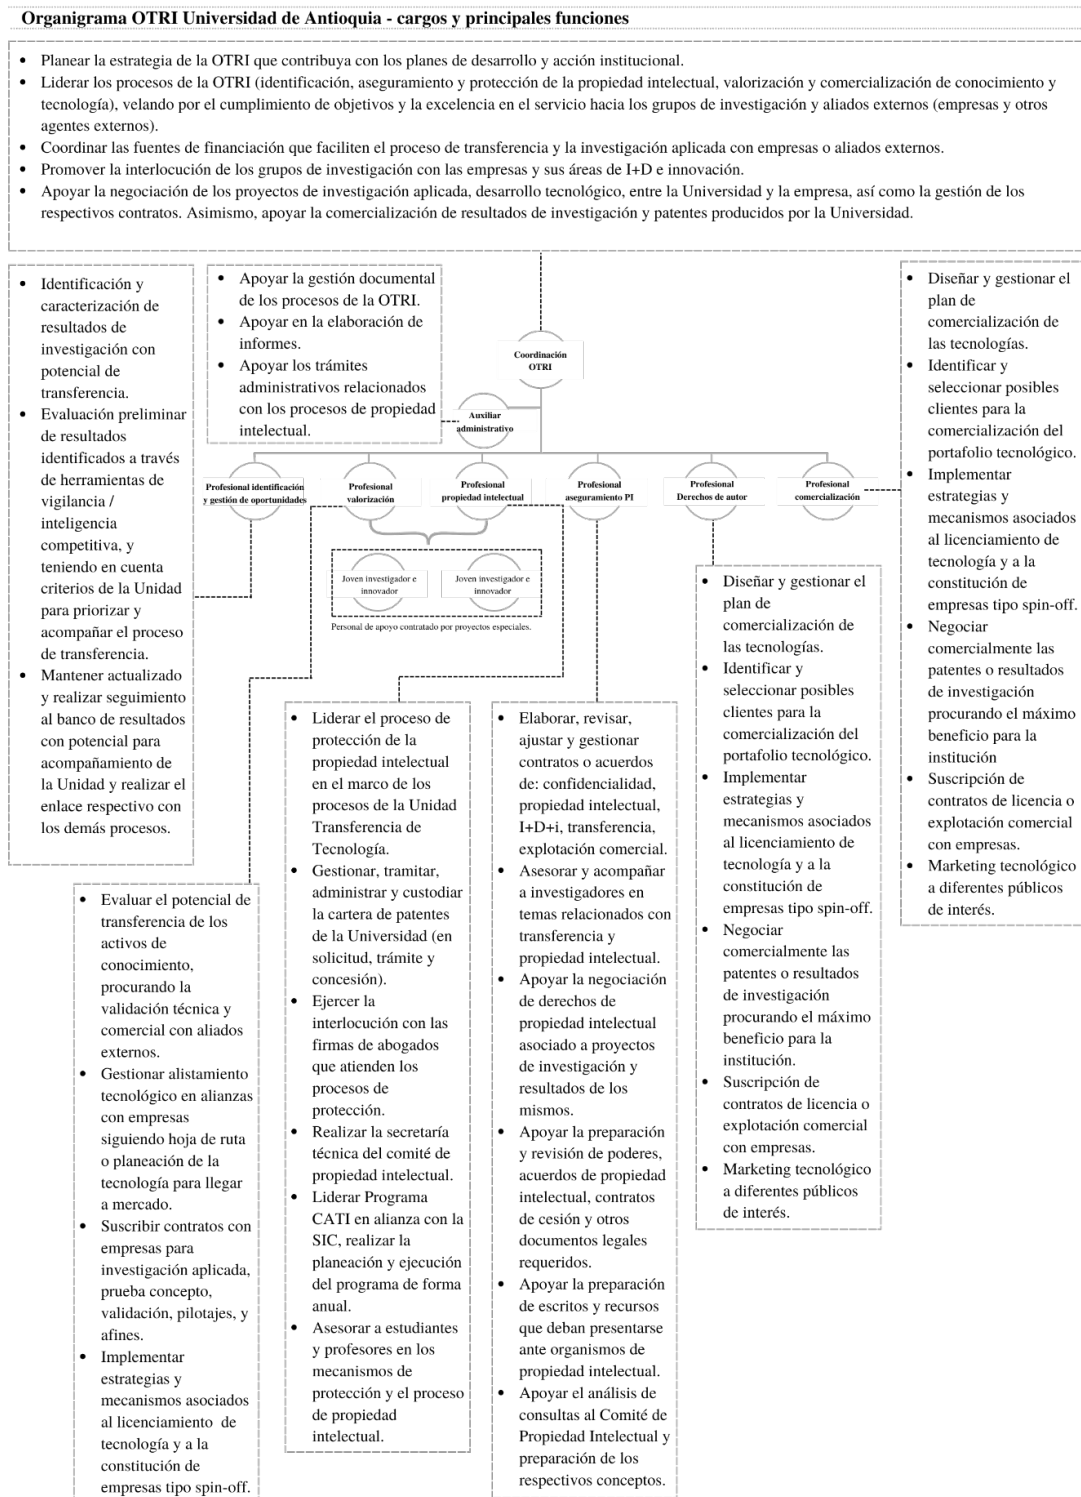 Organigrama OTRI Universidad de Antioquia - cargos y principales funciones
• Planear la estrategia de la OTRI que contribuya con los planes de desarrollo y acción institucional.
• Liderar los procesos de la OTRI (identificación, aseguramiento y protección de la propiedad intelectual, valorización y comercialización de conocimiento y
tecnología), velando por el cumplimiento de objetivos y la excelencia en el servicio hacia los grupos de investigación y aliados externos (empresas y otros
agentes externos).
• Coordinar las fuentes de financiación que faciliten el proceso de transferencia y la investigación aplicada con empresas o aliados externos.
• Promover la interlocución de los grupos de investigación con las empresas y sus áreas de I+D e innovación.
• Apoyar la negociación de los proyectos de investigación aplicada, desarrollo tecnológico, entre la Universidad y la empresa, así como la gestión de los
respectivos contratos. Asimismo, apoyar la comercialización de resultados de investigación y patentes producidos por la Universidad.
• Identificación y
caracterización de
resultados de
investigación con
potencial de
transferencia.
• Evaluación preliminar
de resultados
identificados a través
de herramientas de
vigilancia /
inteligencia
competitiva, y
teniendo en cuenta
criterios de la Unidad
para priorizar y
acompañar el proceso
de transferencia.
• Mantener actualizado
y realizar seguimiento
al banco de resultados
con potencial para
acompañamiento de
la Unidad y realizar el
enlace respectivo con
los demás procesos.
• Apoyar la gestión documental
de los procesos de la OTRI.
• Apoyar en la elaboración de
informes.
• Apoyar los trámites
administrativos relacionados
con los procesos de propiedad
intelectual.
Coordinación
OTRI
Auxiliar
administrativo
Profesional identificación
y gestión de oportunidades
Profesional
valorización
Profesional
propiedad intelectual
Profesional
aseguramiento PI
Profesional
Derechos de autor
Profesional
comercialización
Joven investigador e
innovador
Joven investigador e
innovador
Personal de apoyo contratado por proyectos especiales.
• Diseñar y gestionar el
plan de
comercialización de
las tecnologías.
• Identificar y
seleccionar posibles
clientes para la
comercialización del
portafolio tecnológico.
• Implementar
estrategias y
mecanismos asociados
al licenciamiento de
tecnología y a la
constitución de
empresas tipo spin-off.
• Negociar
comercialmente las
patentes o resultados
de investigación
procurando el máximo
beneficio para la
institución
• Suscripción de
contratos de licencia o
explotación comercial
con empresas.
• Marketing tecnológico
a diferentes públicos
de interés.
• Evaluar el potencial de
transferencia de los
activos de
conocimiento,
procurando la
validación técnica y
comercial con aliados
externos.
• Gestionar alistamiento
tecnológico en alianzas
con empresas
siguiendo hoja de ruta
o planeación de la
tecnología para llegar
a mercado.
• Suscribir contratos con
empresas para
investigación aplicada,
prueba concepto,
validación, pilotajes, y
afines.
• Implementar
estrategias y
mecanismos asociados
al licenciamiento de
tecnología y a la
constitución de
empresas tipo spin-off.
• Liderar el proceso de
protección de la
propiedad intelectual
en el marco de los
procesos de la Unidad
Transferencia de
Tecnología.
• Gestionar, tramitar,
administrar y custodiar
la cartera de patentes
de la Universidad (en
solicitud, trámite y
concesión).
• Ejercer la
interlocución con las
firmas de abogados
que atienden los
procesos de
protección.
• Realizar la secretaría
técnica del comité de
propiedad intelectual.
• Liderar Programa
CATI en alianza con la
SIC, realizar la
planeación y ejecución
del programa de forma
anual.
• Asesorar a estudiantes
y profesores en los
mecanismos de
protección y el proceso
de propiedad
intelectual.
• Elaborar, revisar,
ajustar y gestionar
contratos o acuerdos
de: confidencialidad,
propiedad intelectual,
I+D+i, transferencia,
explotación comercial.
• Asesorar y acompañar
a investigadores en
temas relacionados con
transferencia y
propiedad intelectual.
• Apoyar la negociación
de derechos de
propiedad intelectual
asociado a proyectos
de investigación y
resultados de los
mismos.
• Apoyar la preparación
y revisión de poderes,
acuerdos de propiedad
intelectual, contratos
de cesión y otros
documentos legales
requeridos.
• Apoyar la preparación
de escritos y recursos
que deban presentarse
ante organismos de
propiedad intelectual.
• Apoyar el análisis de
consultas al Comité de
Propiedad Intelectual y
preparación de los
respectivos conceptos.
• Diseñar y gestionar el
plan de
comercialización de
las tecnologías.
• Identificar y
seleccionar posibles
clientes para la
comercialización del
portafolio tecnológico.
• Implementar
estrategias y
mecanismos asociados
al licenciamiento de
tecnología y a la
constitución de
empresas tipo spin-off.
• Negociar
comercialmente las
patentes o resultados
de investigación
procurando el máximo
beneficio para la
institución.
• Suscripción de
contratos de licencia o
explotación comercial
con empresas.
• Marketing tecnológico
a diferentes públicos
de interés.